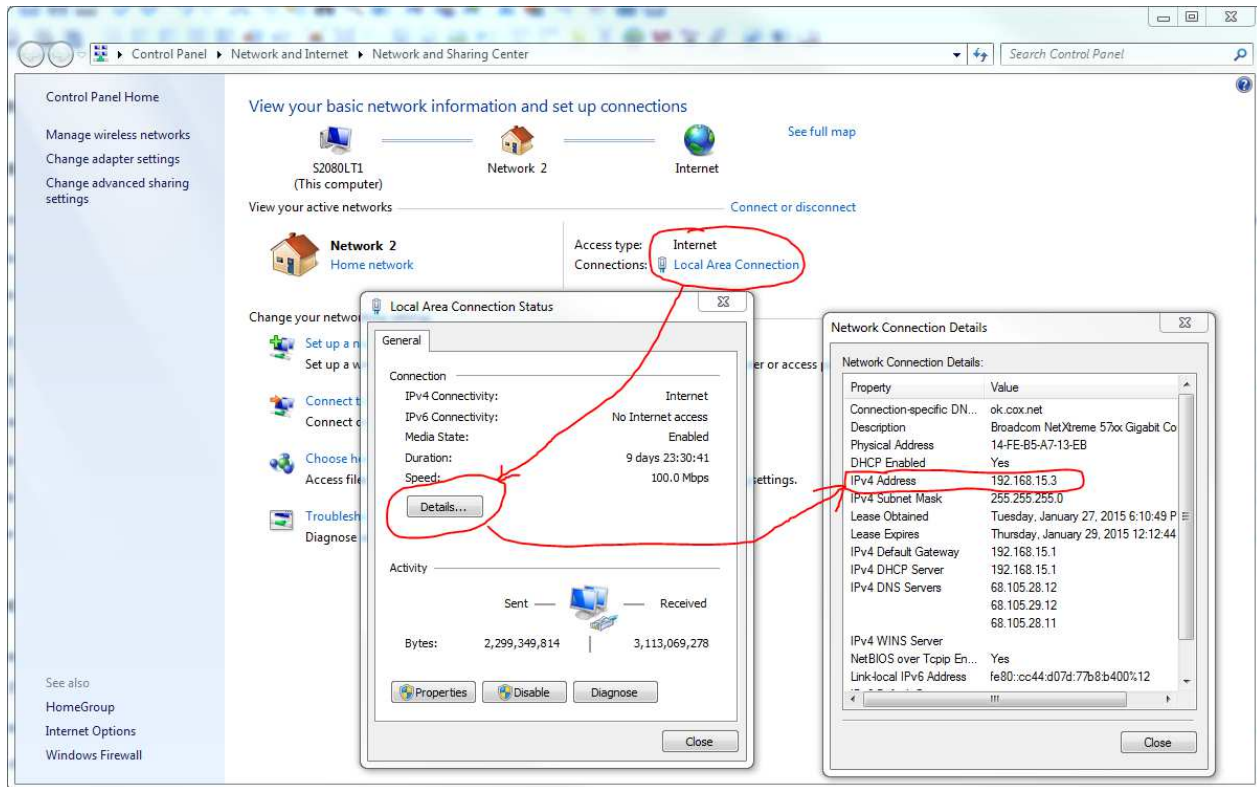 Control Panel ▸ Network and Internet ▸ Network and Sharing Center
Search Control Panel
Control Panel Home
Manage wireless networks
Change adapter settings
Change advanced sharing
settings
See also
HomeGroup
Internet Options
Windows Firewall
View your basic network information and set up connections
See full map
S2080LT1
(This computer)
Network 2
Internet
View your active networks
Connect or disconnect
Network 2
Home network
Access type: Internet
Connections: Local Area Connection
Change your
Set up a
Set up a
er or access
Connect
Connect
Choose
Access
settings.
Diagnose
Local Area Connection Status
General
Connection
IPv4 Connectivity: Internet
IPv6 Connectivity: No Internet access
Media State: Enabled
Duration: 9 days 23:30:41
Speed: 100.0 Mbps
Details...
Activity
Sent — — Received
Bytes: 2,299,349,814 | 3,113,069,278
Properties Disable Diagnose
Close
Network Connection Details
Network Connection Details:
Property Value
Connection-specific DN... ok.cox.net
Description Broadcom NetXtreme 57xx Gigabit Co
Physical Address 14-FE-B5-A7-13-EB
DHCP Enabled Yes
IPv4 Address 192.168.15.3
IPv4 Subnet Mask 255.255.255.0
Lease Obtained Tuesday, January 27, 2015 6:10:49 P
Lease Expires Thursday, January 29, 2015 12:12:44
IPv4 Default Gateway 192.168.15.1
IPv4 DHCP Server 192.168.15.1
IPv4 DNS Servers 68.105.28.12
68.105.29.12
68.105.28.11
IPv4 WINS Server
NetBIOS over Tcpip En... Yes
Link-local IPv6 Address fe80::cc44:d07d:77b8:b400%12
Close